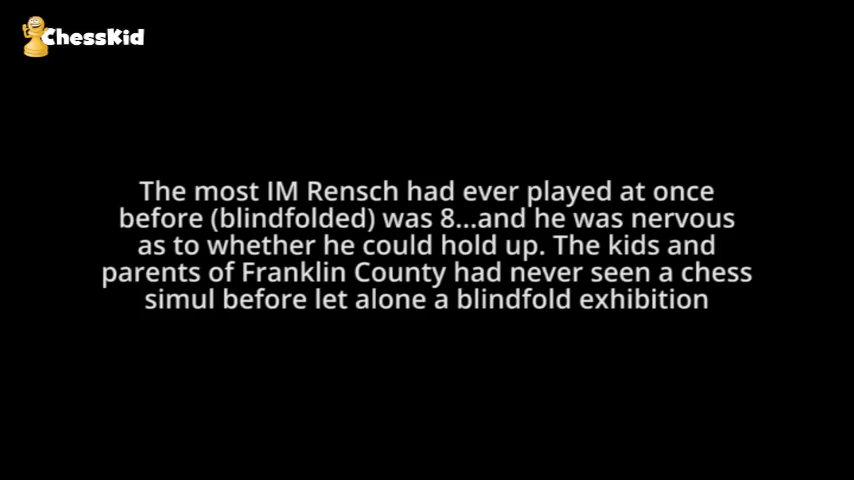 ChessKid
The most IM Rensch had ever played at once
before (blindfolded) was 8...and he was nervous
as to whether he could hold up. The kids and
parents of Franklin County had never seen a chess
simul before let alone a blindfold exhibition